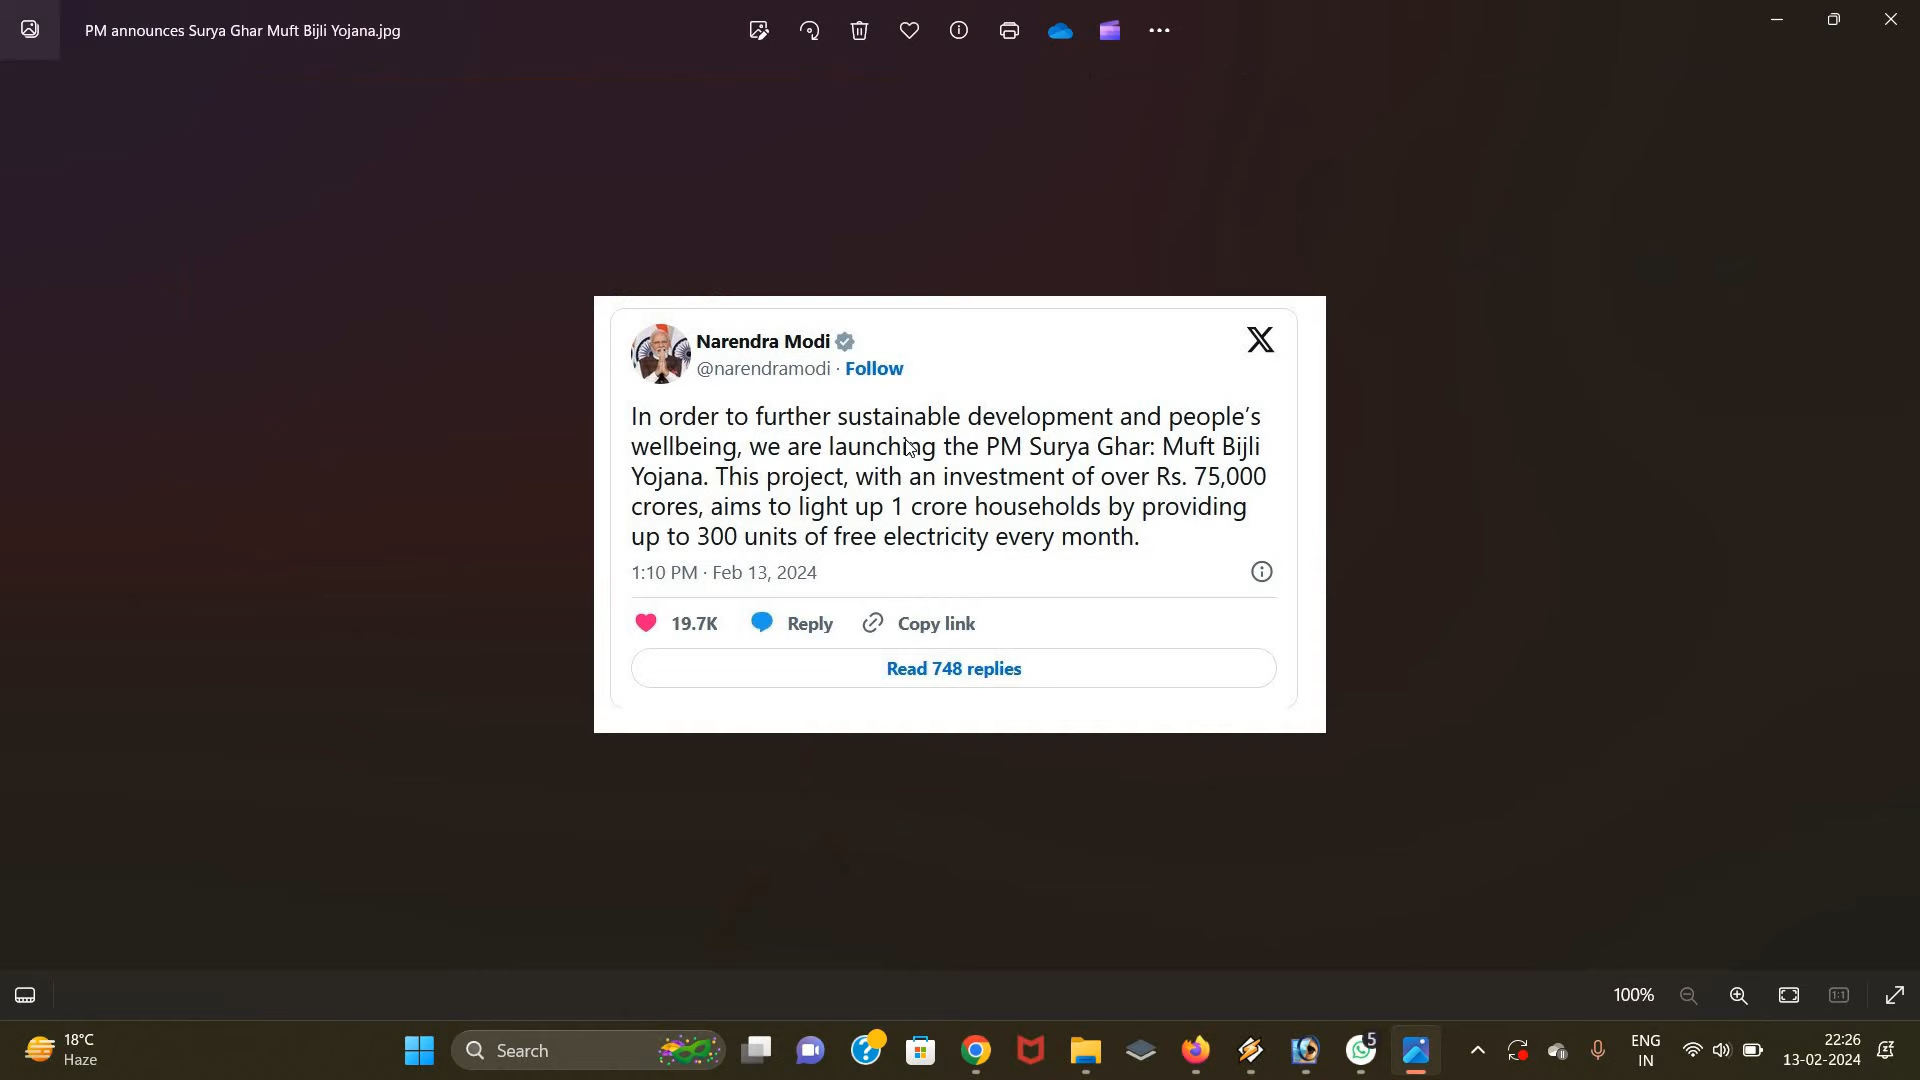 PM announces Surya Ghar Muft Bijli Yojana.jpg
Narendra Modi
@narendramodi · Follow
In order to further sustainable development and people’s
wellbeing, we are launching the PM Surya Ghar: Muft Bijli
Yojana. This project, with an investment of over Rs. 75,000
crores, aims to light up 1 crore households by providing
up to 300 units of free electricity every month.
1:10 PM · Feb 13, 2024
19.7K Reply Copy link
Read 748 replies
100%
18°C
Haze
Search
5
ENG
IN
22:26
13-02-2024